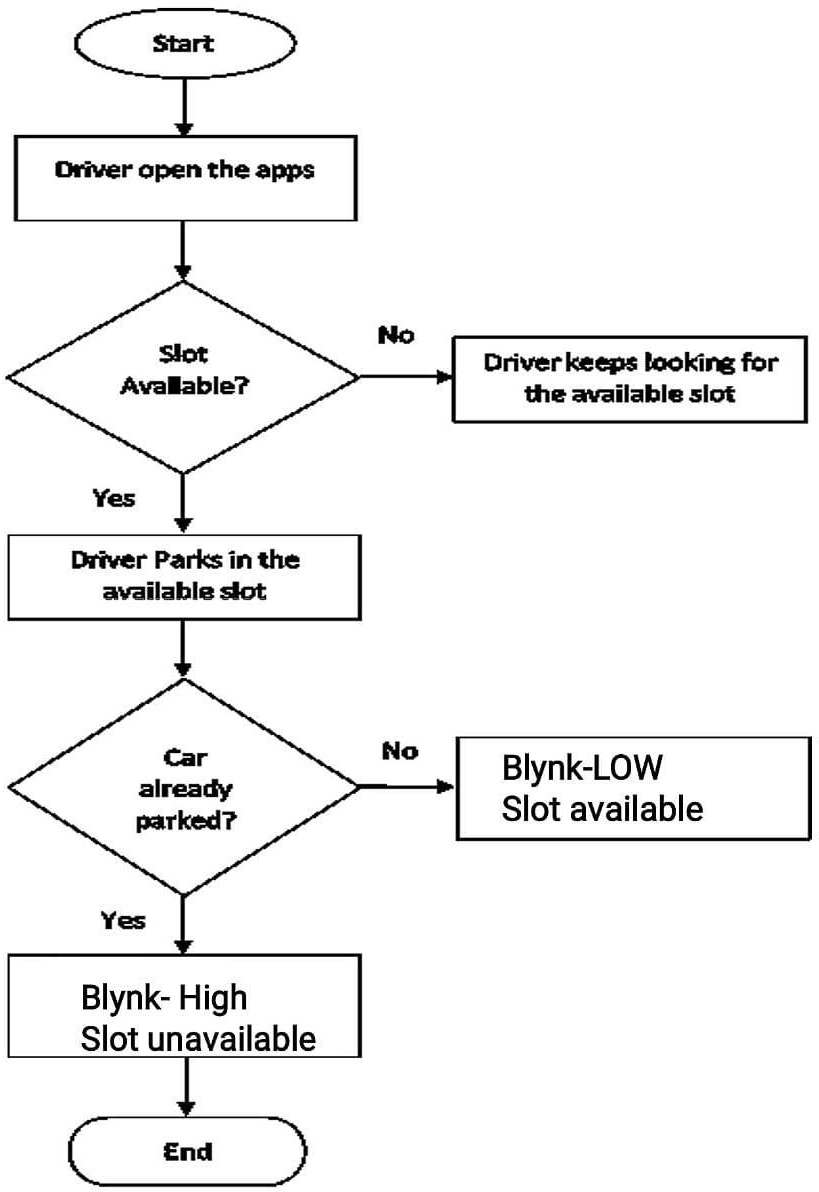 Start
Driver open the apps
Slot
Available?
No
Driver keeps looking for
the available slot
Yes
Driver Parks in the
available slot
Car
already
parked?
No
Blynk-LOW
Slot available
Yes
Blynk- High
Slot unavailable
End